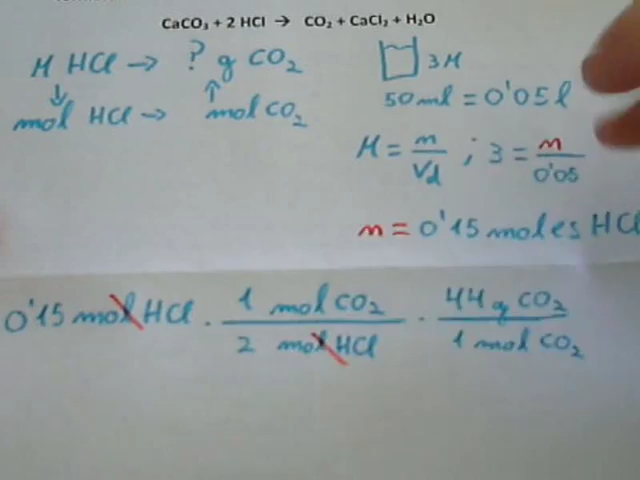 CaCO₃ + 2 HCl → CO₂ + CaCl₂ + H₂O
M HCl → ? g CO₂
↓ ↑
mol HCl → mol CO₂
3M
50 ml = 0'05 l
M = n/Vd ; 3 = n/0'05
n = 0'15 moles HCl
0'15 mol HCl · 1 mol CO₂/2 mol HCl · 44 g CO₂/1 mol CO₂